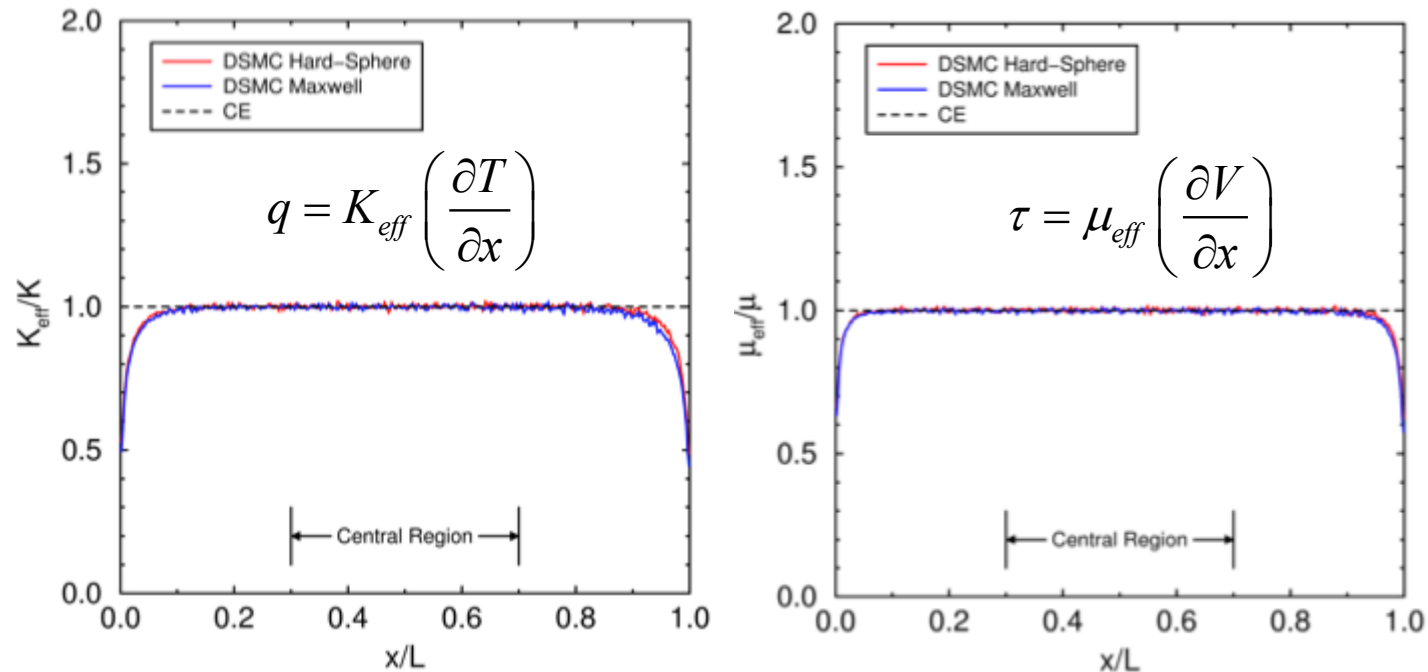 2.0
1.5
1.0
0.5
0.0
K_eff/K
DSMC Hard-Sphere
DSMC Maxwell
CE
q = K_eff (∂T/∂x)
Central Region
0.0 0.2 0.4 0.6 0.8 1.0
x/L
2.0
1.5
1.0
0.5
0.0
μ_eff/μ
DSMC Hard-Sphere
DSMC Maxwell
CE
τ = μ_eff (∂V/∂x)
Central Region
0.0 0.2 0.4 0.6 0.8 1.0
x/L